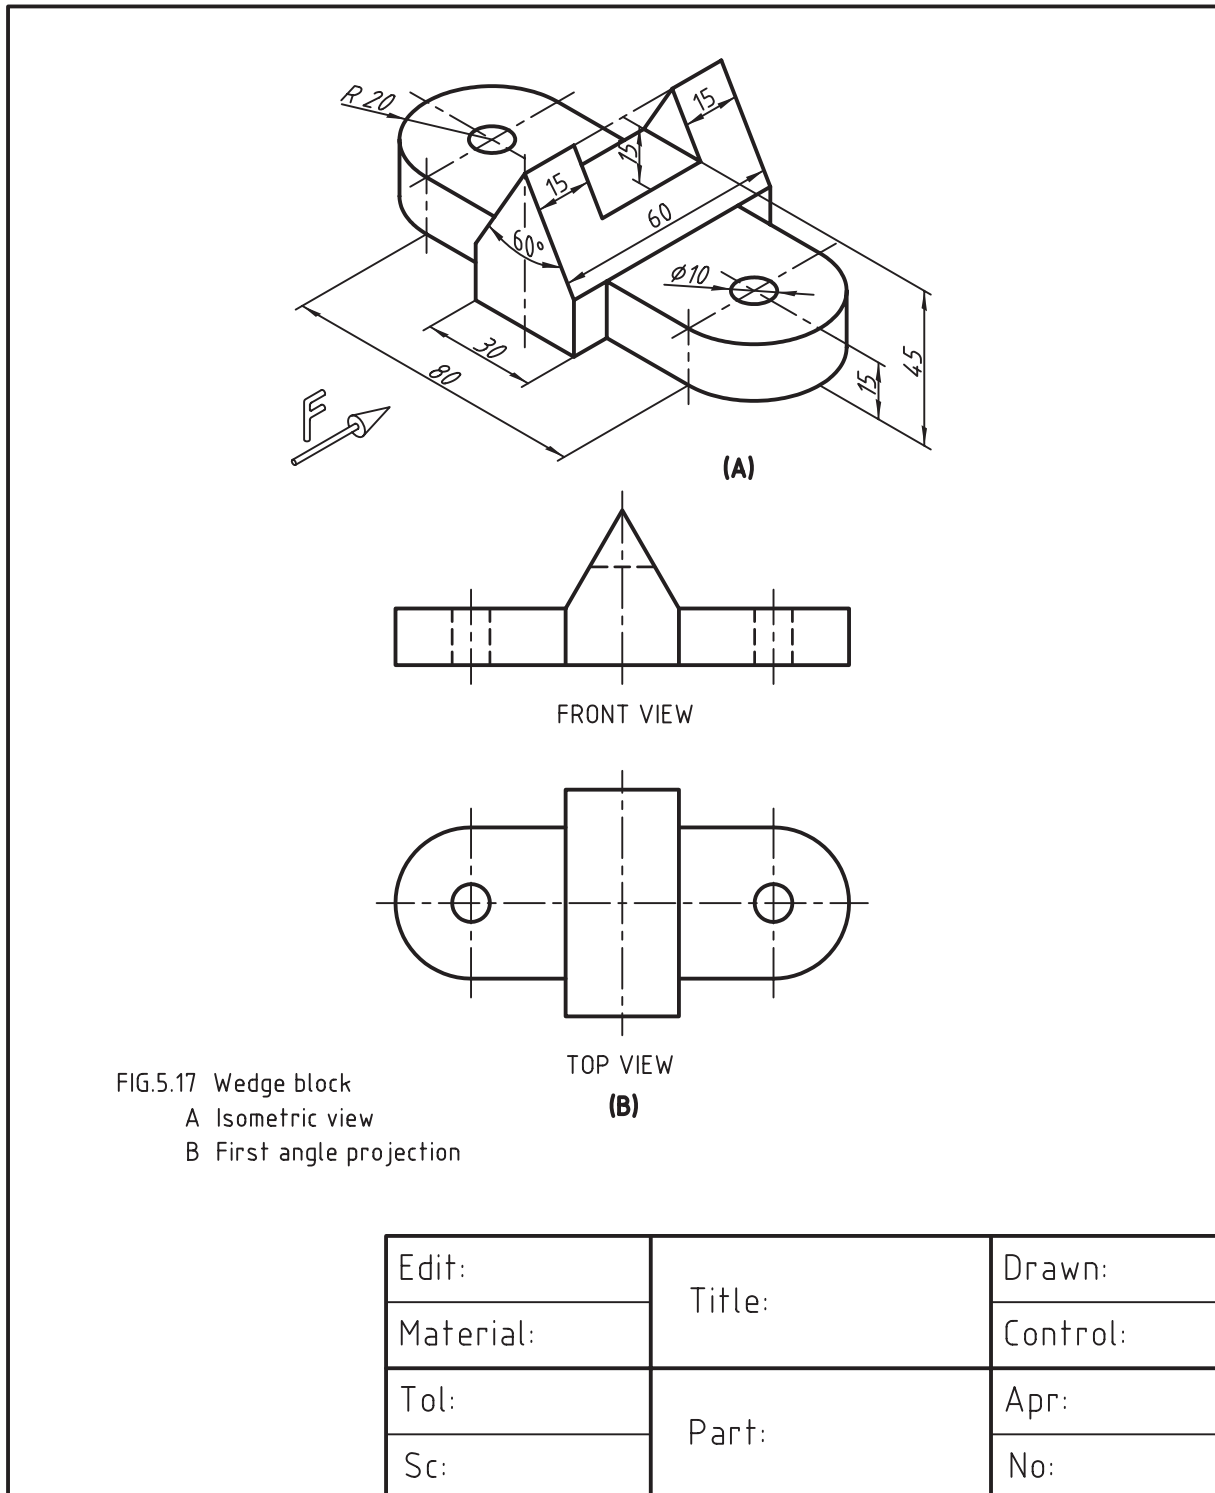 R 20
15
15
15
60
60°
ϕ10
30
80
45
15
F
(A)
FRONT VIEW
TOP VIEW
(B)
FIG.5.17 Wedge block
A Isometric view
B First angle projection
Edit:
Title:
Drawn:
Material:
Control:
Tol:
Part:
Apr:
Sc:
No: